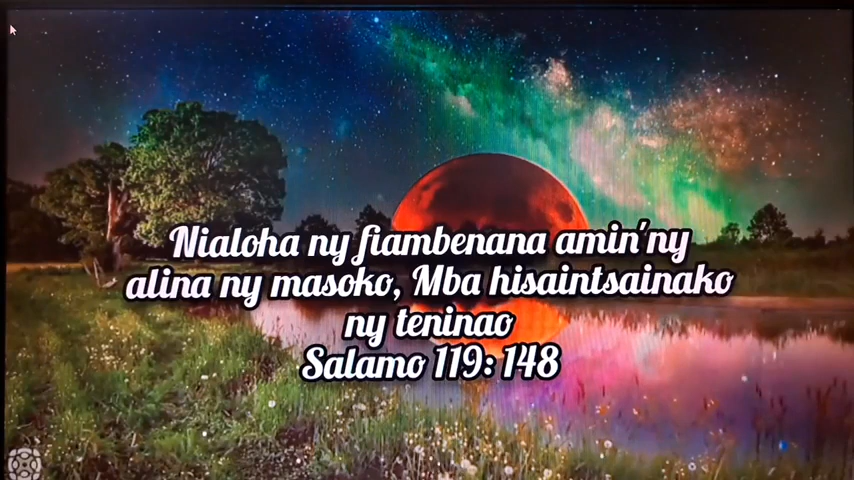 Nialoha ny fiambenana amin'ny
alina ny masoko, Mba hisaintsainako
ny teninao
Salamo 119: 148